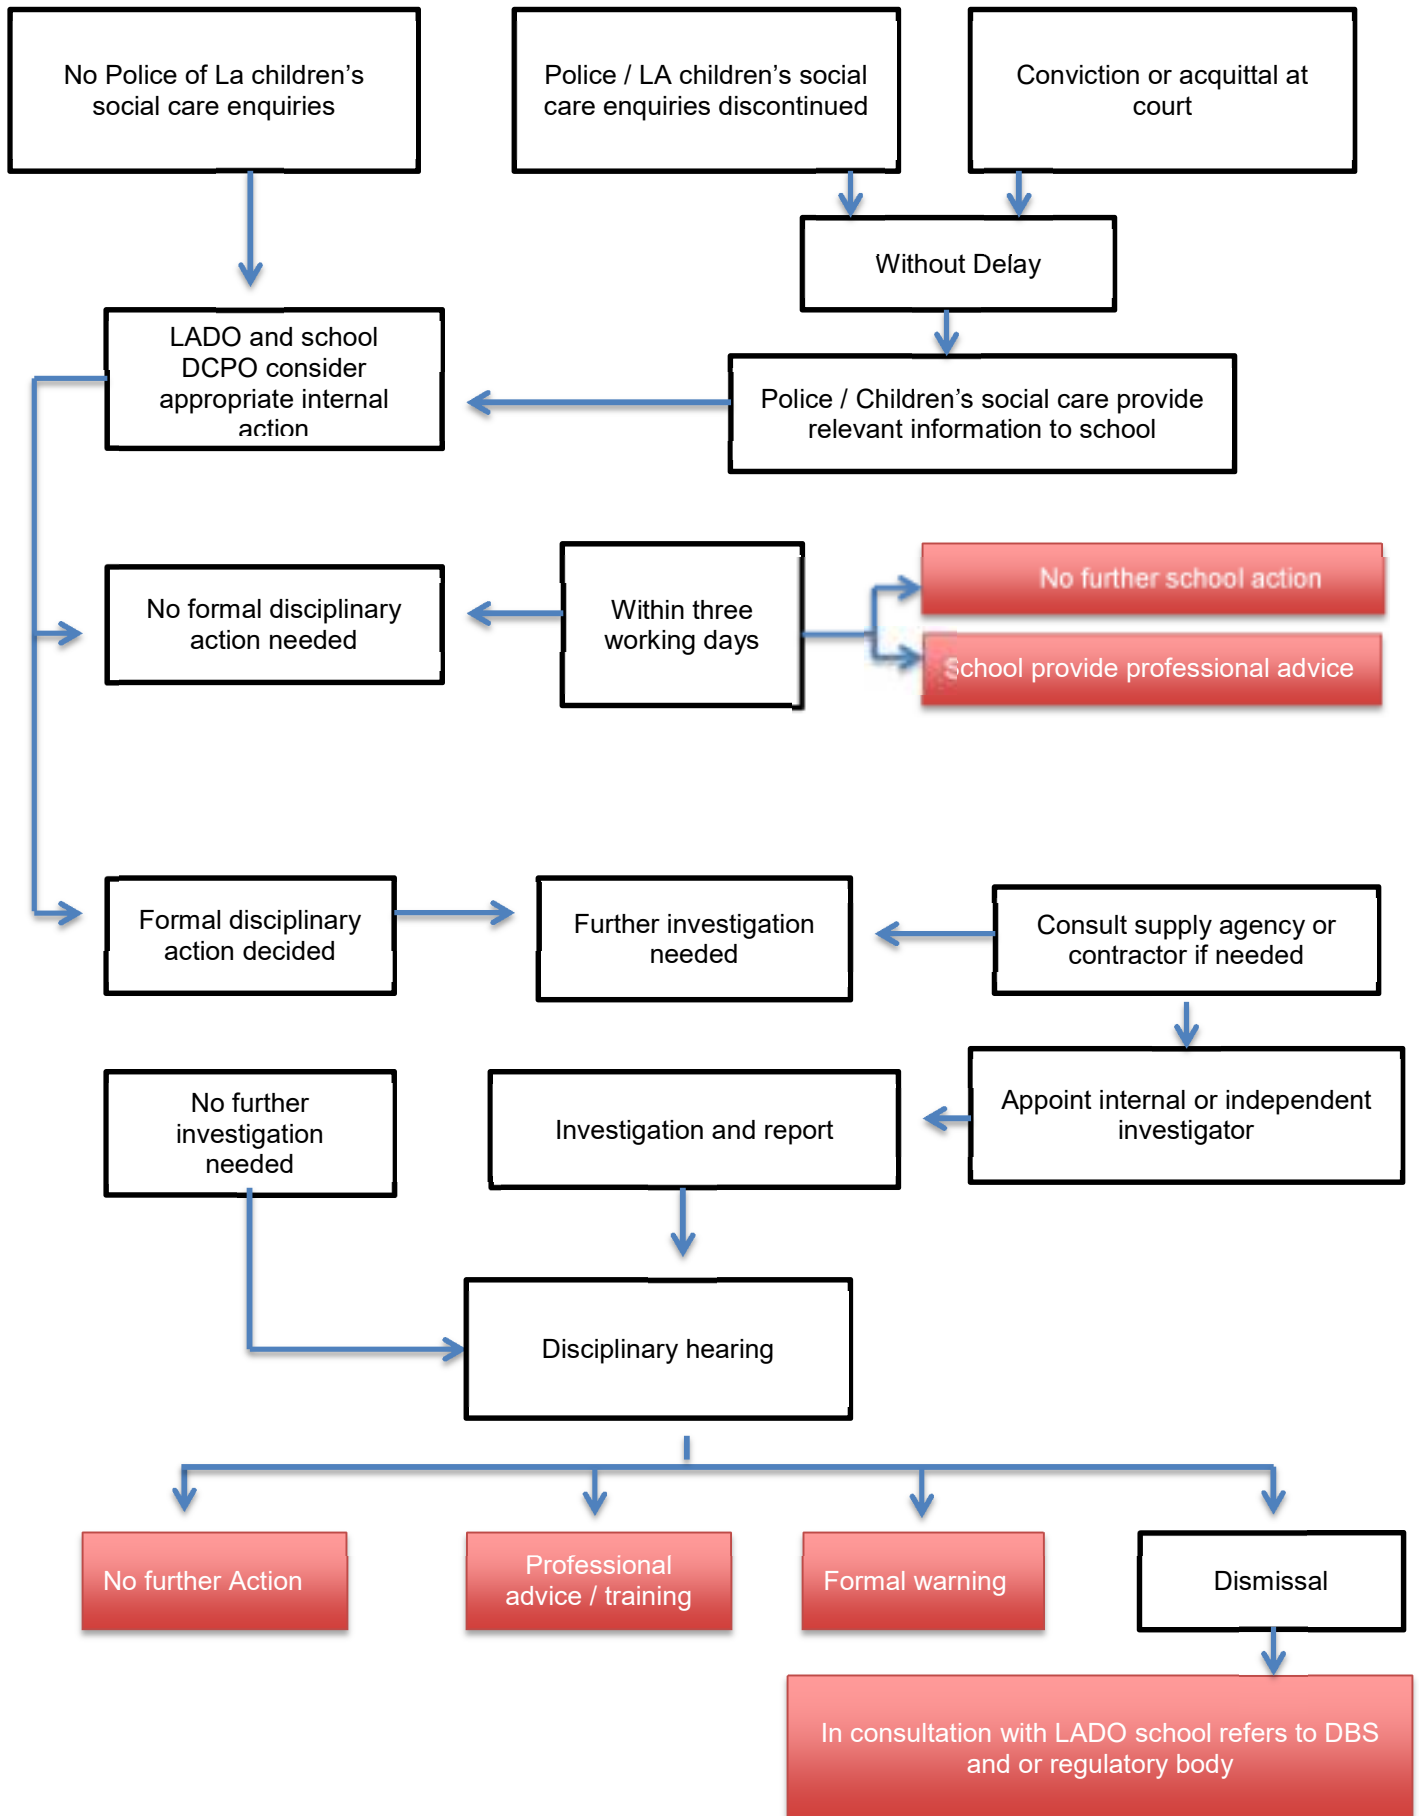 No Police of La children's
social care enquiries
Police / LA children's social
care enquiries discontinued
Conviction or acquittal at
court
Without Delay
LADO and school
DCPO consider
appropriate internal
action
Police / Children's social care provide
relevant information to school
No formal disciplinary
action needed
Within three
working days
No further school action
School provide professional advice
Formal disciplinary
action decided
Further investigation
needed
Consult supply agency or
contractor if needed
No further
investigation
needed
Investigation and report
Appoint internal or independent
investigator
Disciplinary hearing
No further Action
Professional
advice / training
Formal warning
Dismissal
In consultation with LADO school refers to DBS
and or regulatory body